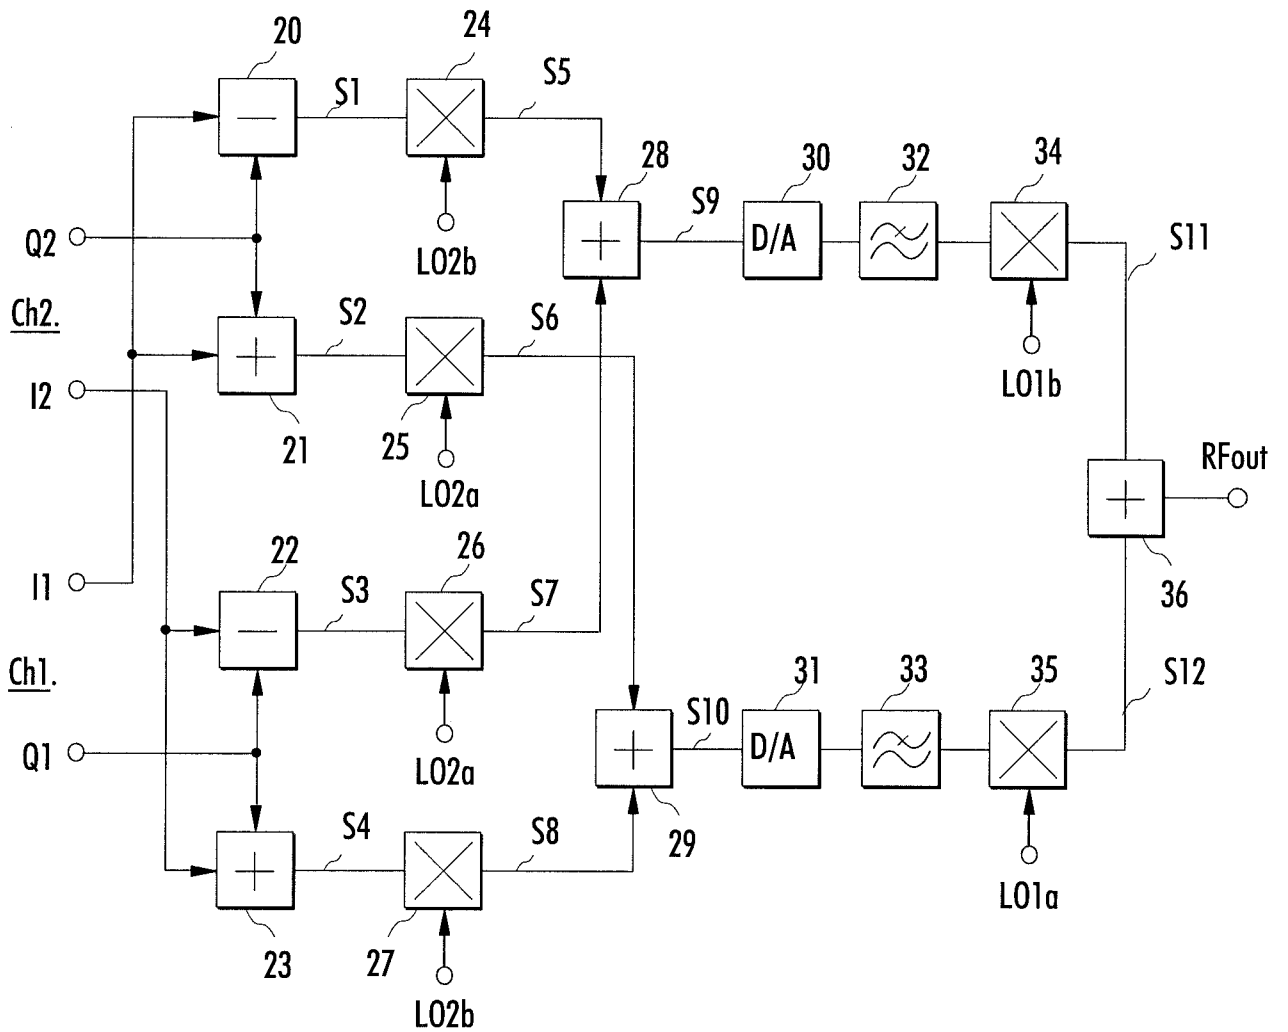 20
24
S1
S5
28
30
32
34
S9
D/A
S11
Q2
LO2b
Ch2.
S2
S6
LO1b
I2
21
25
LO2a
RFout
22
26
I1
S3
S7
36
Ch1.
31
33
35
S12
S10
Q1
LO2a
D/A
S4
S8
29
LO1a
23
27
LO2b